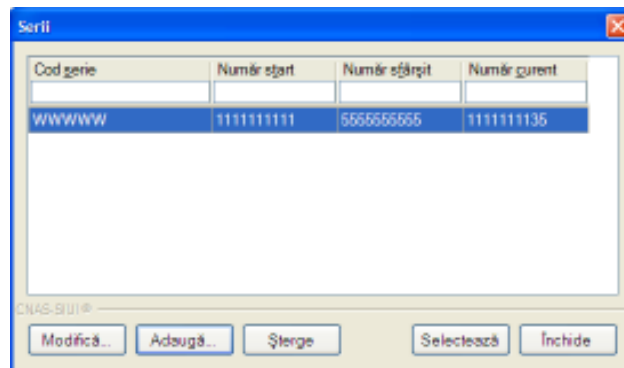 Serii
Cod serie Număr start Număr sfârșit Număr curent
WWWWW 1111111111 5555555555 1111111135
CNAS-SIUI®
Modifică... Adaugă... Șterge Selectează Închide